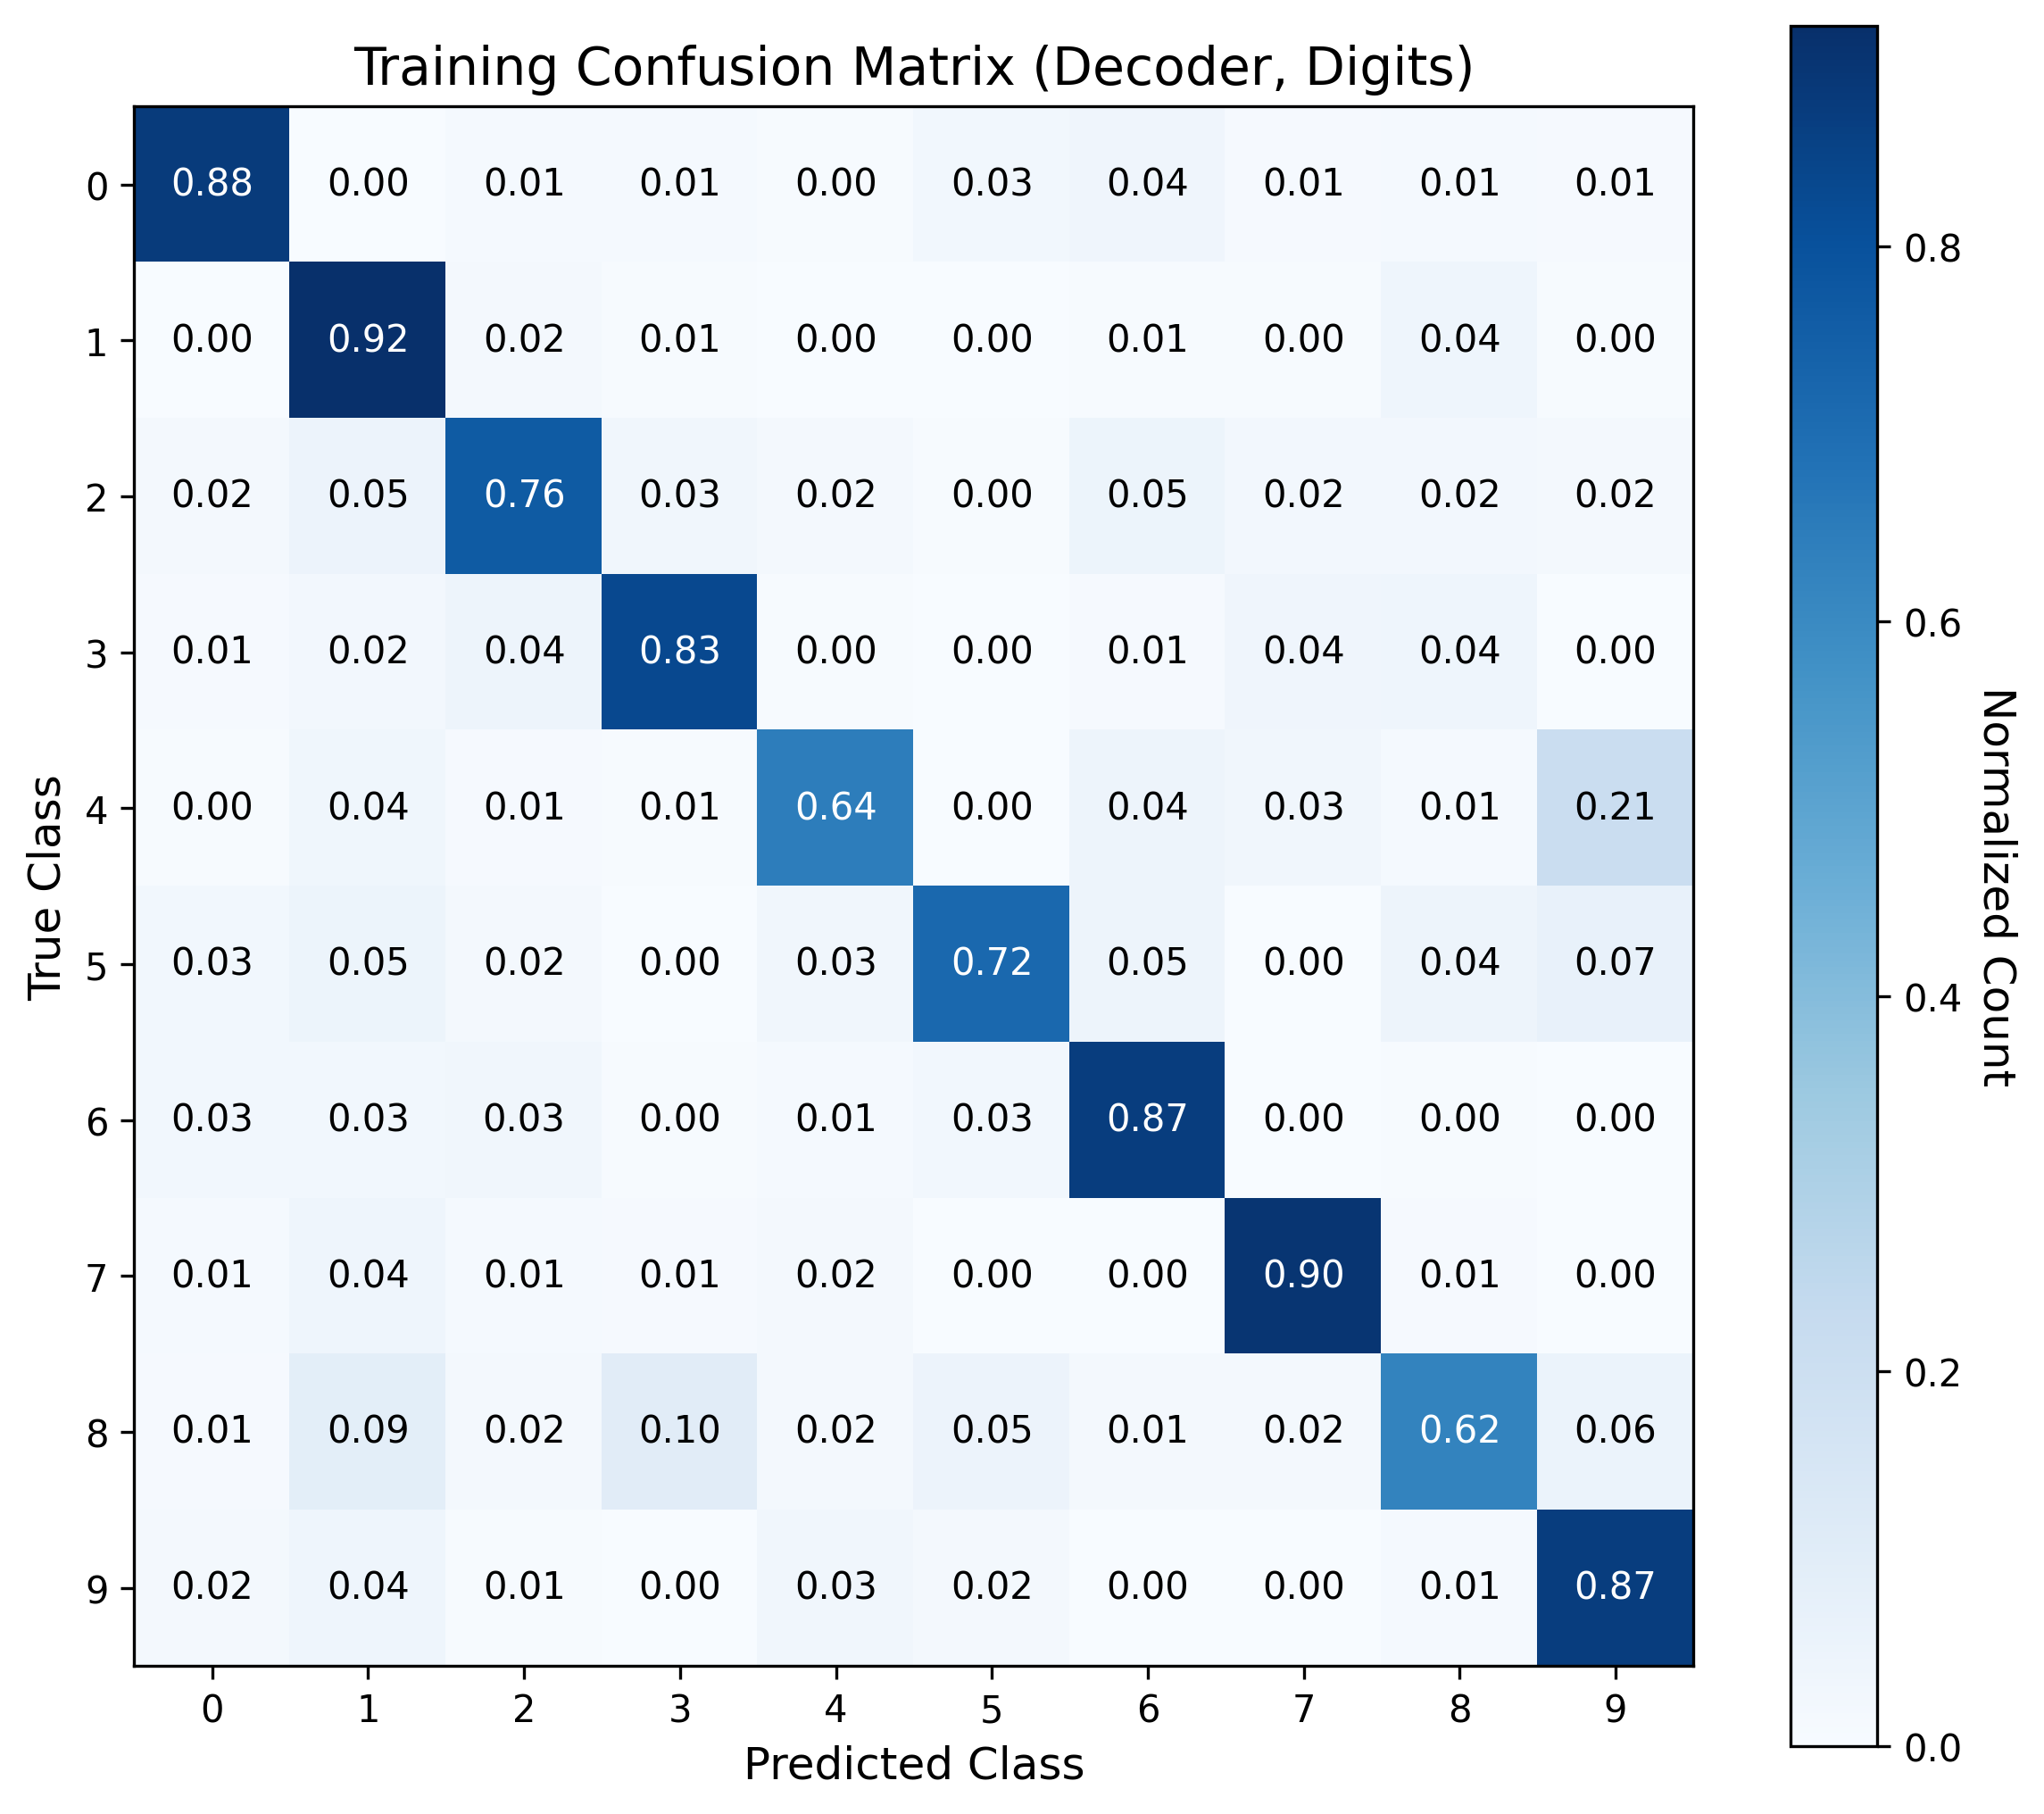 Training Confusion Matrix (Decoder, Digits)
0 0.88 0.00 0.01 0.01 0.00 0.03 0.04 0.01 0.01 0.01
1 0.00 0.92 0.02 0.01 0.00 0.00 0.01 0.00 0.04 0.00
2 0.02 0.05 0.76 0.03 0.02 0.00 0.05 0.02 0.02 0.02
3 0.01 0.02 0.04 0.83 0.00 0.00 0.01 0.04 0.04 0.00
4 0.00 0.04 0.01 0.01 0.64 0.00 0.04 0.03 0.01 0.21
5 0.03 0.05 0.02 0.00 0.03 0.72 0.05 0.00 0.04 0.07
6 0.03 0.03 0.03 0.00 0.01 0.03 0.87 0.00 0.00 0.00
7 0.01 0.04 0.01 0.01 0.02 0.00 0.00 0.90 0.01 0.00
8 0.01 0.09 0.02 0.10 0.02 0.05 0.01 0.02 0.62 0.06
9 0.02 0.04 0.01 0.00 0.03 0.02 0.00 0.00 0.01 0.87
0 1 2 3 4 5 6 7 8 9
Predicted Class
True Class
0.8
0.6
0.4
0.2
0.0
Normalized Count